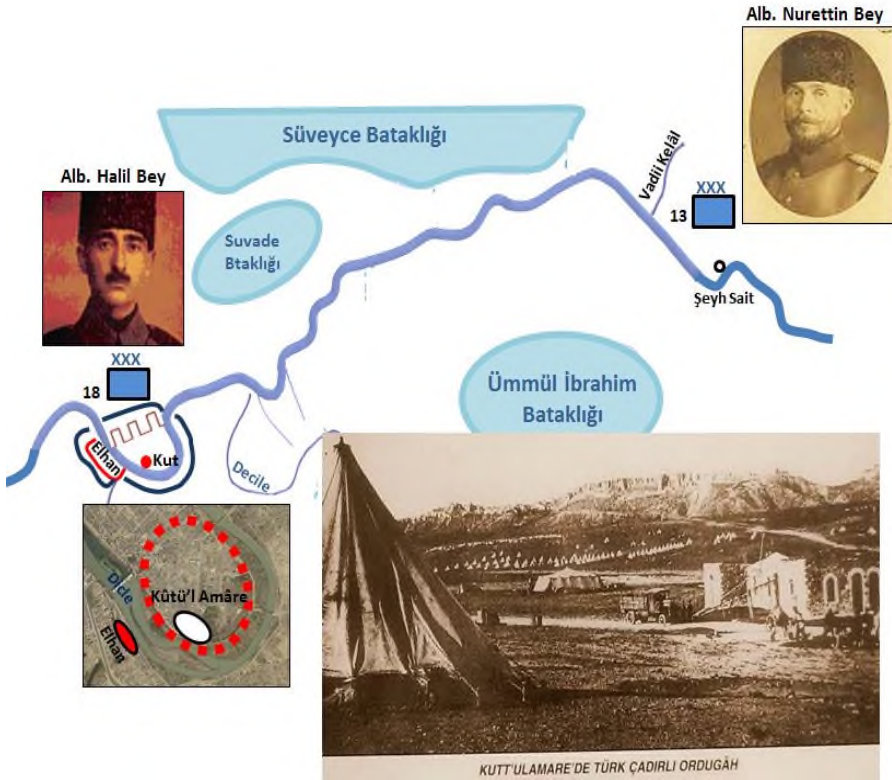 Alb. Nurettin Bey
Süveyce Bataklığı
Vadii Kelâl
Alb. Halil Bey
XXX
13
Suvade
Btaklığı
Şeyh Sait
XXX
18
Ümmül İbrahim
Bataklığı
Elhan
Kut
Decile
Dicle
Kûtü'l Amâre
Elhan
KUTT'ULAMARE'DE TÜRK ÇADIRLI ORDUGÂH